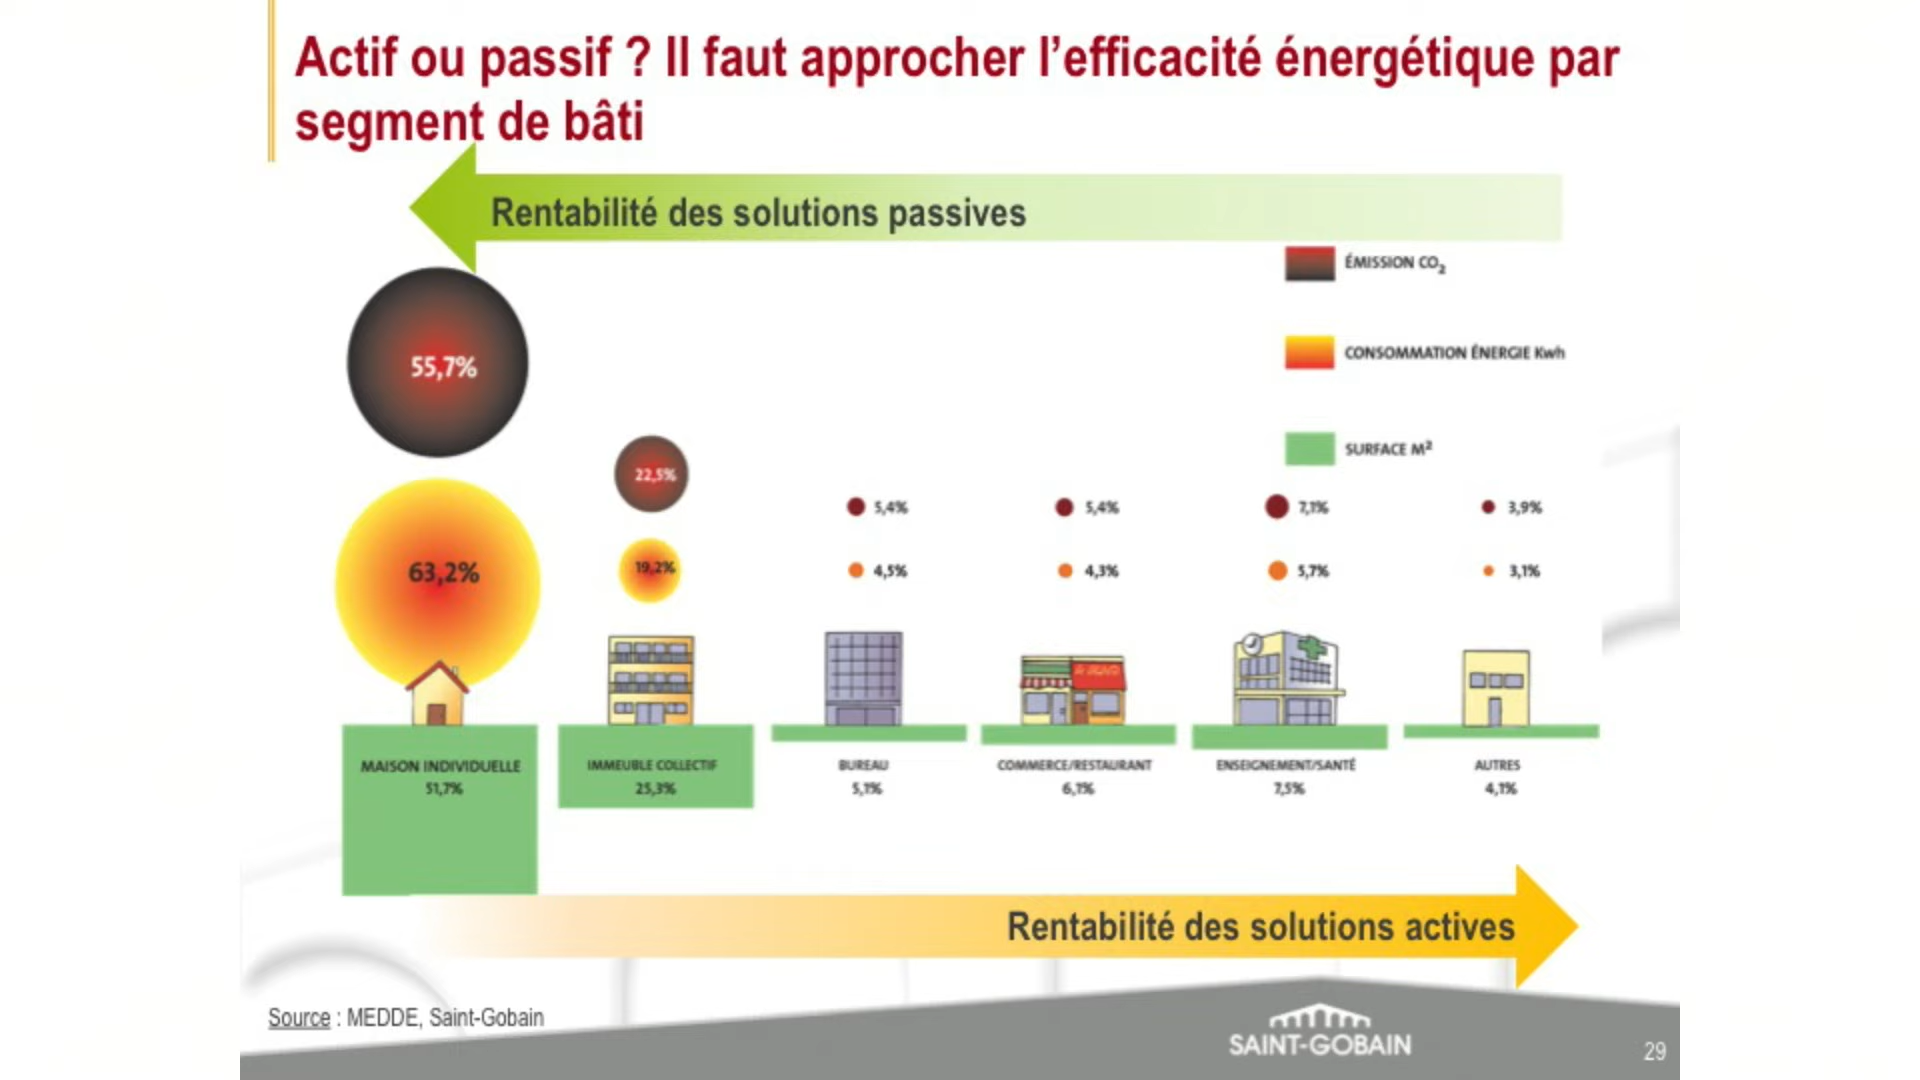 Actif ou passif ? Il faut approcher l’efficacité énergétique par
segment de bâti
Rentabilité des solutions passives
ÉMISSION CO₂
CONSOMMATION ÉNERGIE Kwh
SURFACE M²
55,7%
22,5%
5,4%
5,4%
7,1%
3,9%
63,2%
19,2%
4,5%
4,3%
5,7%
3,1%
MAISON INDIVIDUELLE
51,7%
IMMEUBLE COLLECTIF
25,3%
BUREAU
5,1%
COMMERCE/RESTAURANT
6,1%
ENSEIGNEMENT/SANTÉ
7,5%
AUTRES
4,1%
Rentabilité des solutions actives
Source : MEDDE, Saint-Gobain
SAINT-GOBAIN
29